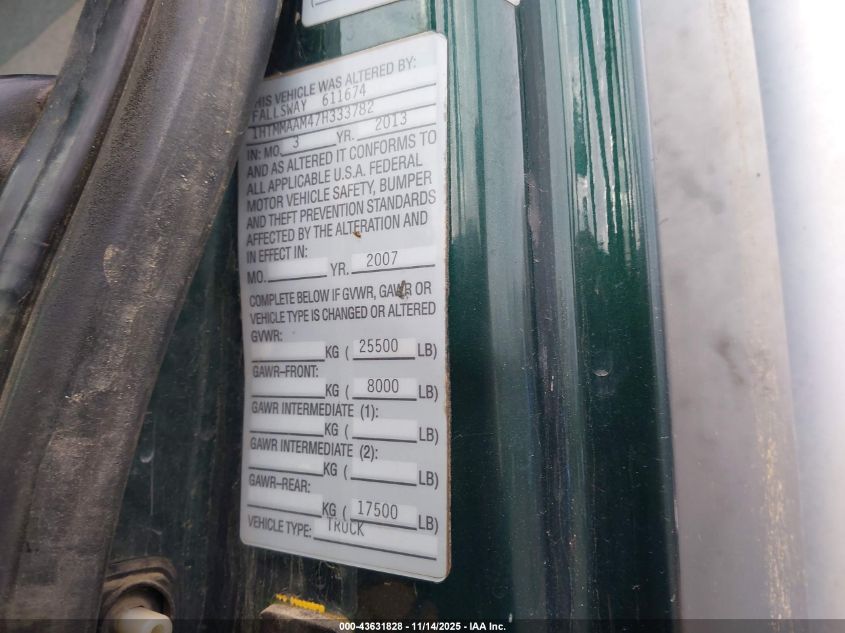 THIS VEHICLE WAS ALTERED BY:
FALLSWAY 611674
1HTMMAAM47H333782
IN: MO. 3 YR. 2013
AND AS ALTERED IT CONFORMS TO
ALL APPLICABLE U.S.A. FEDERAL
MOTOR VEHICLE SAFETY, BUMPER
AND THEFT PREVENTION STANDARDS
AFFECTED BY THE ALTERATION AND
IN EFFECT IN:
MO. YR. 2007
COMPLETE BELOW IF GVWR, GAWR OR
VEHICLE TYPE IS CHANGED OR ALTERED
GVWR:
KG ( 25500 LB)
GAWR-FRONT:
KG ( 8000 LB)
GAWR INTERMEDIATE (1):
KG ( LB)
GAWR INTERMEDIATE (2):
KG ( LB)
GAWR-REAR:
KG ( 17500 LB)
VEHICLE TYPE: TRUCK
000-43631828 - 11/14/2025 - IAA Inc.